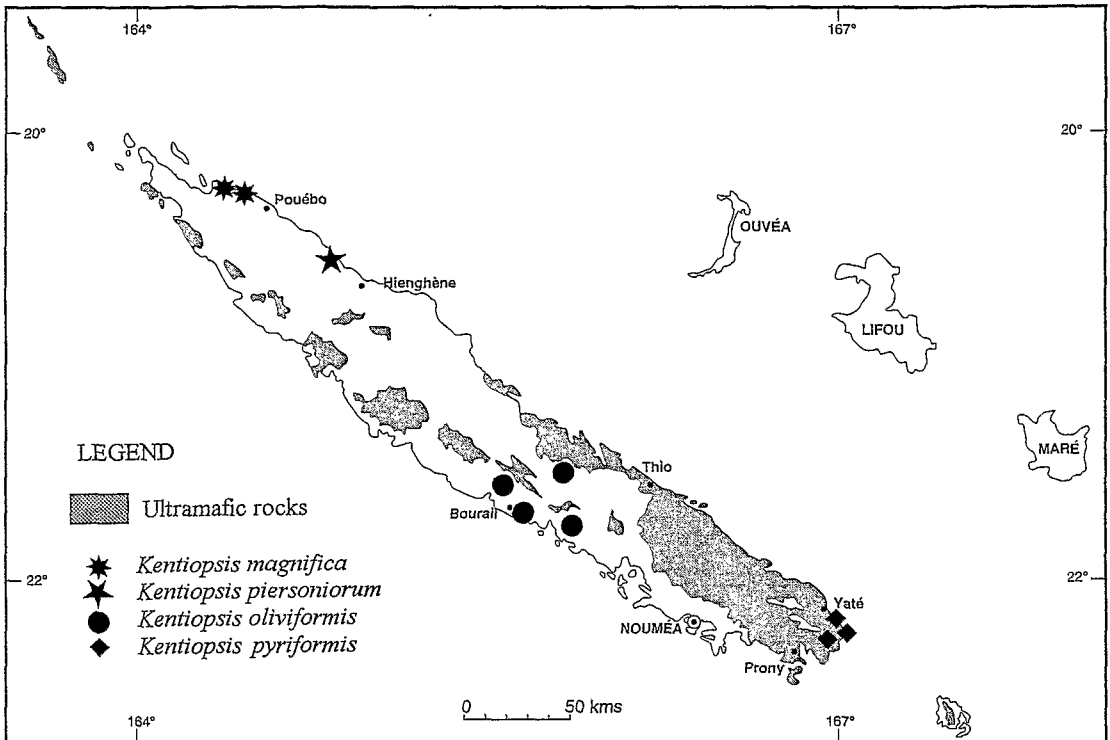 164°
167°
20°
20°
Pouébo
OUVÉA
Hienghène
LIFOU
MARÉ
LEGEND
Thio
Ultramafic rocks
Bourail
Kentiopsis magnifica
22°
22°
Kentiopsis piersoniorum
Yaté
Kentiopsis oliviformis
NOUMÉA
Kentiopsis pyriformis
Prony
0 50 kms
164°
167°